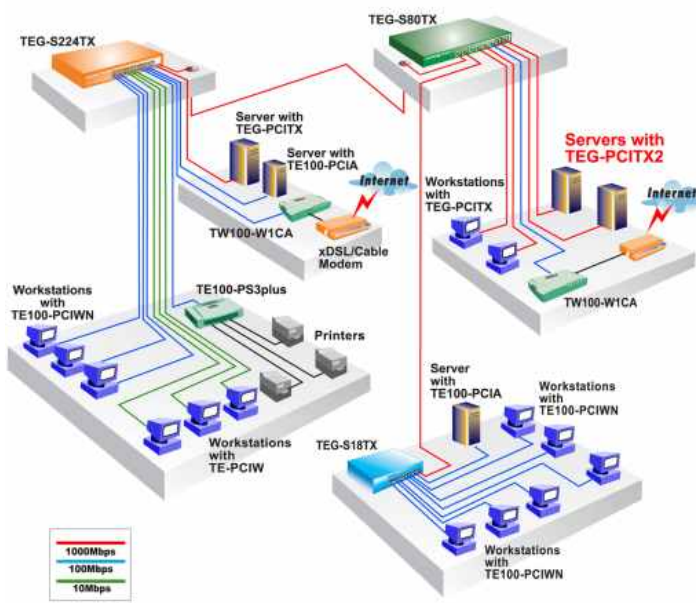 TEG-S224TX
TEG-S80TX
Server with
TEG-PCITX
Server with
TE100-PCIA
Internet
TW100-W1CA
xDSL/Cable
Modem
Servers with
TEG-PCITX2
Workstations
with
TEG-PCITX
Internet
TW100-W1CA
Workstations
with
TE100-PCIWN
TE100-PS3plus
Printers
Workstations
with
TE-PCIW
Server
with
TE100-PCIA
Workstations
with
TE100-PCIWN
TEG-S18TX
Workstations
with
TE100-PCIWN
1000Mbps
100Mbps
10Mbps